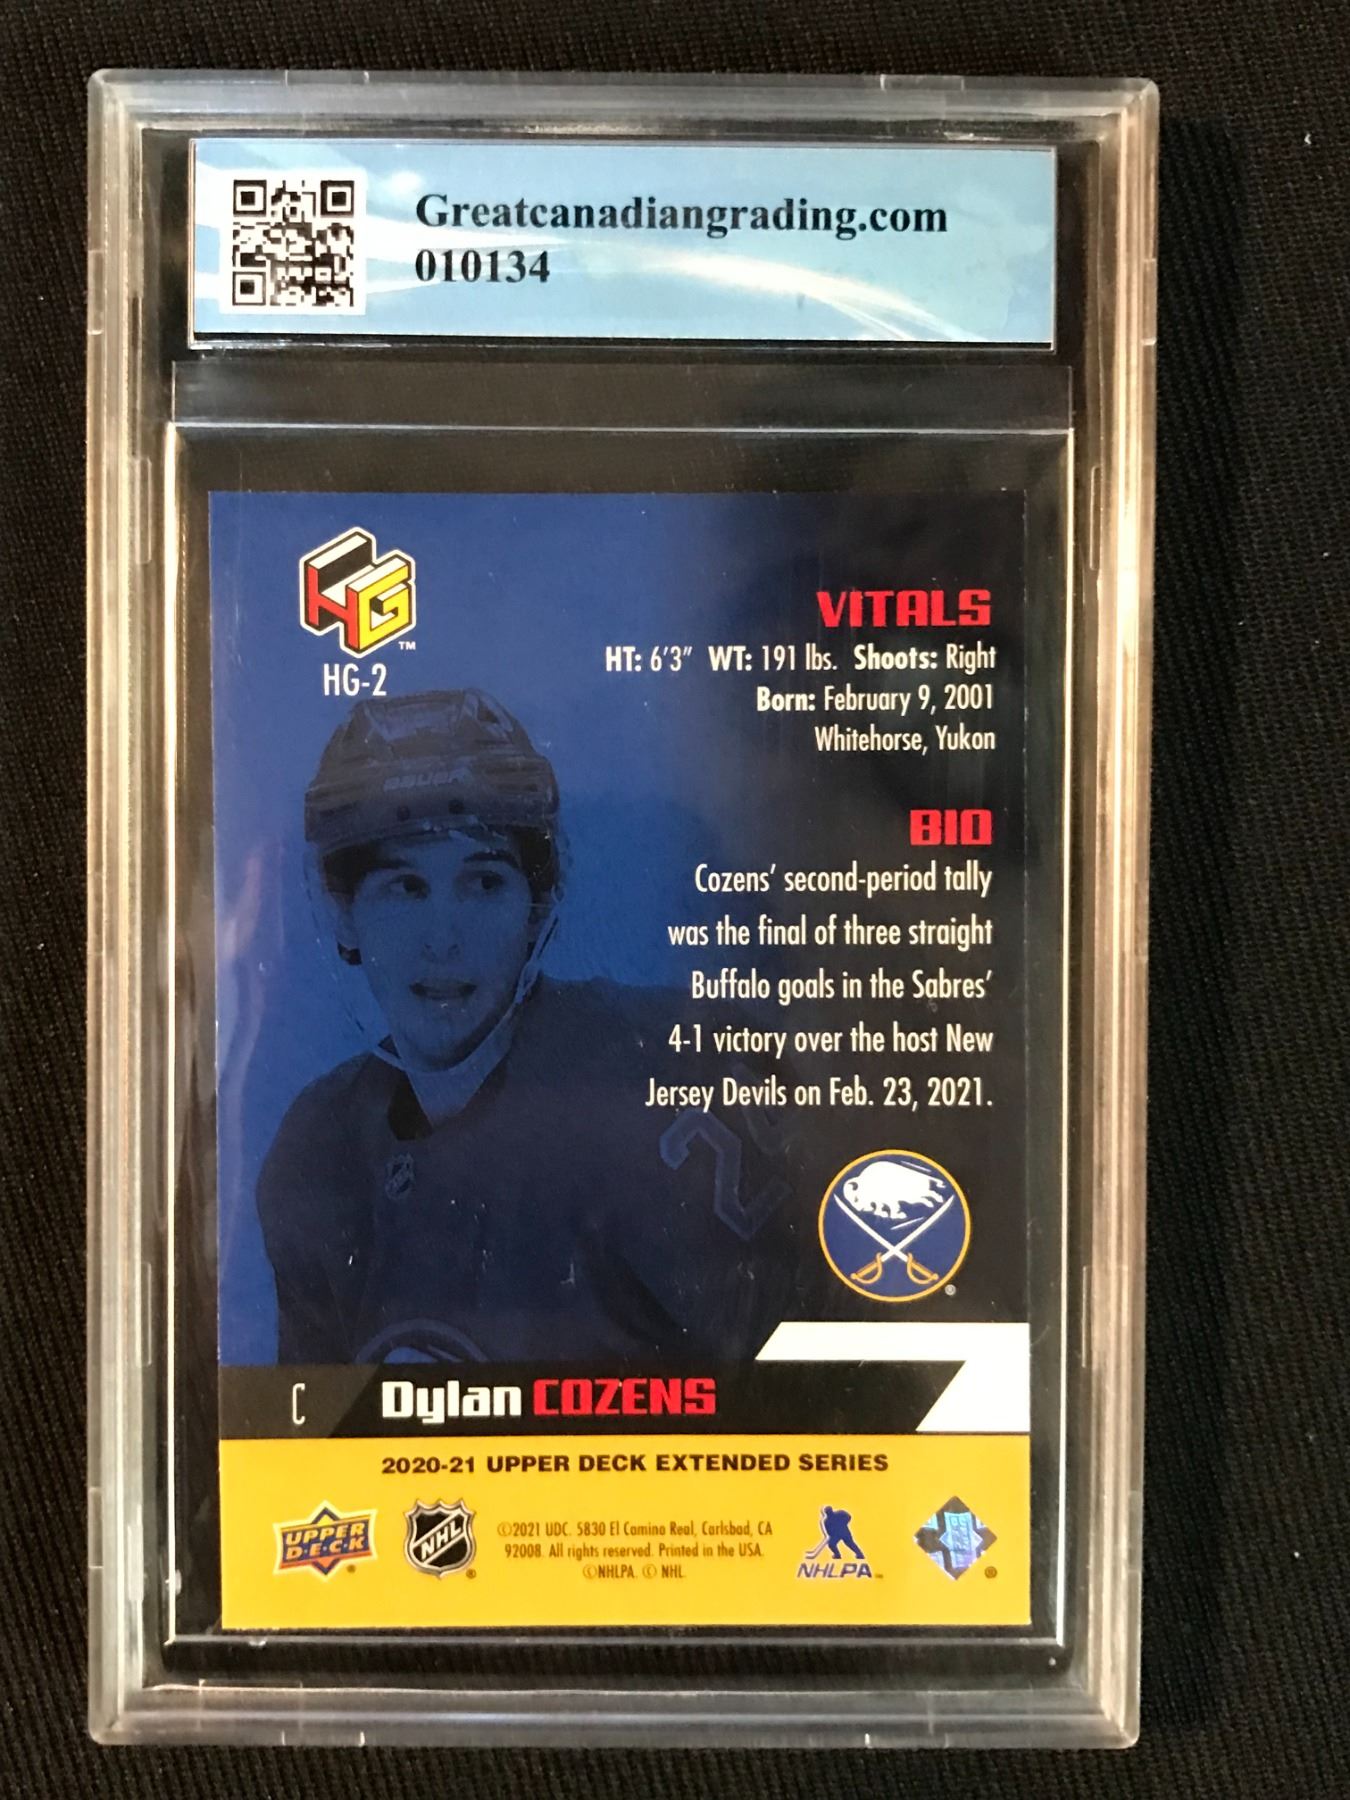 Greatcanadiangrading.com
010134
HG™
HG-2
VITALS
HT: 6'3" WT: 191 lbs. Shoots: Right
Born: February 9, 2001
Whitehorse, Yukon
BAUER
BIO
Cozens' second-period tally
was the final of three straight
Buffalo goals in the Sabres'
4-1 victory over the host New
Jersey Devils on Feb. 23, 2021.
C Dylan COZENS
2020-21 UPPER DECK EXTENDED SERIES
UPPER
D·E·C·K
NHL
©2021 UDC. 5830 El Camino Real, Carlsbad, CA
92008. All rights reserved. Printed in the USA.
©NHLPA. © NHL.
NHLPA